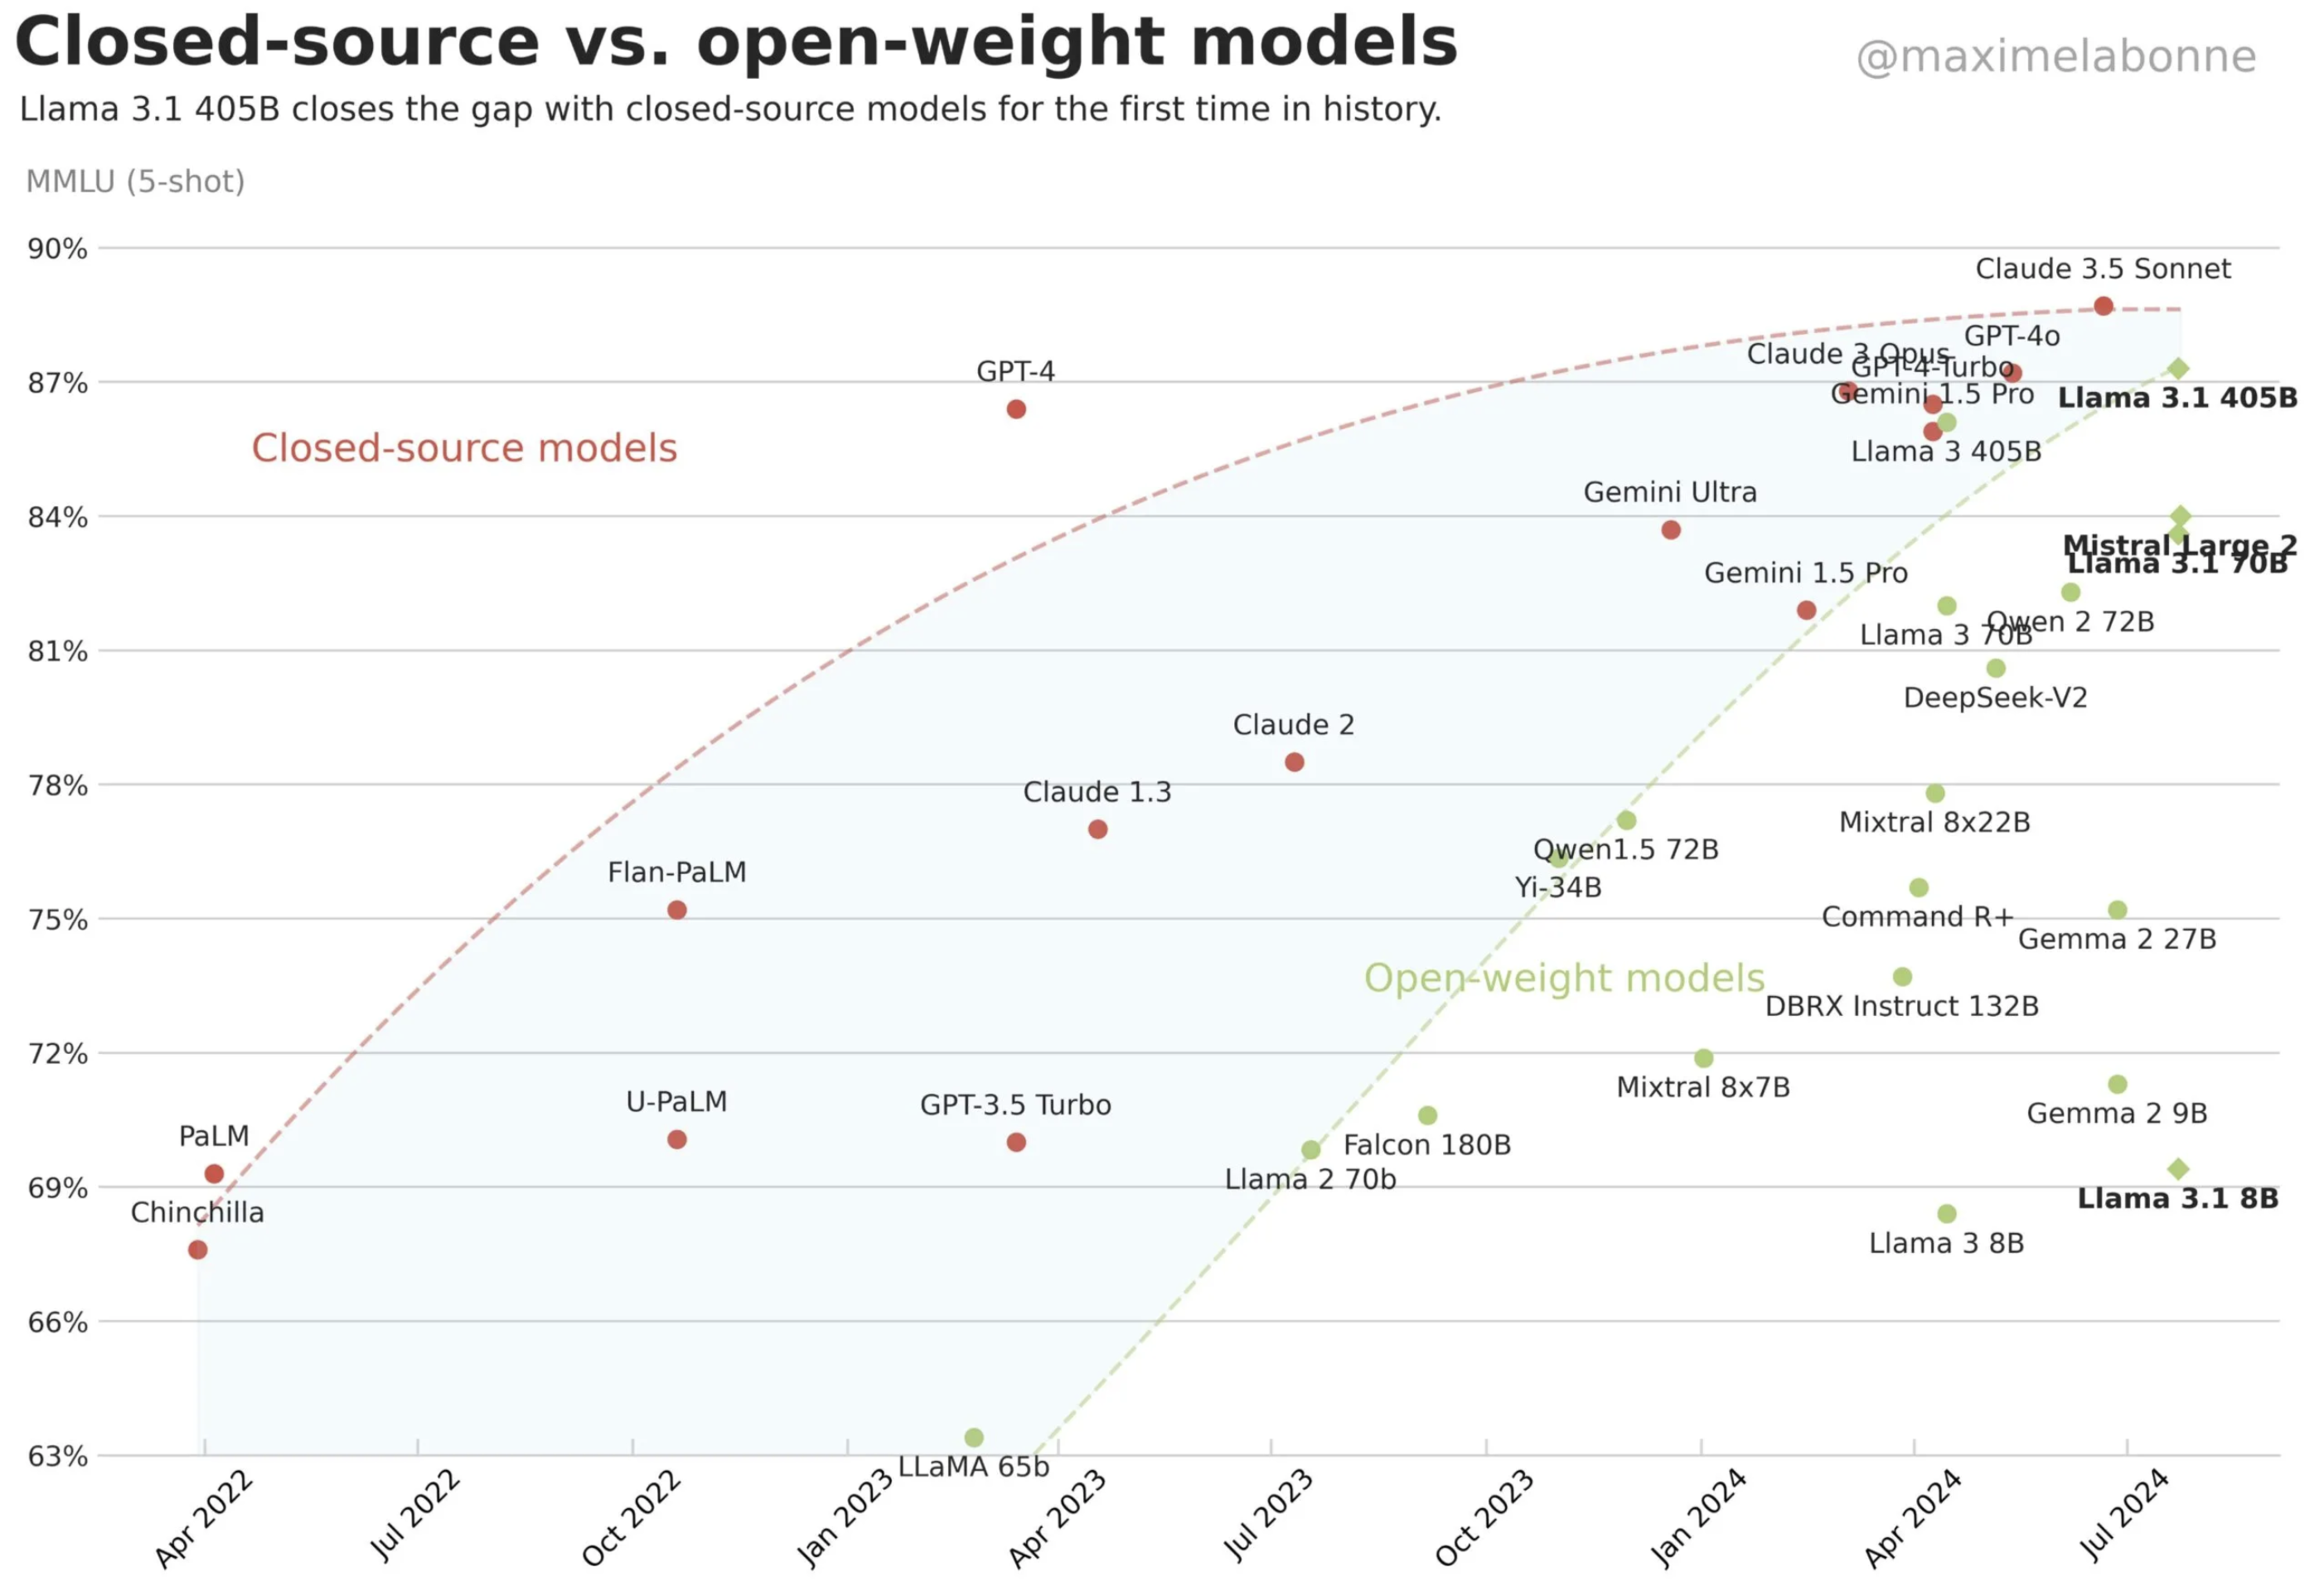 Closed-source vs. open-weight models
@maximelabonne
Llama 3.1 405B closes the gap with closed-source models for the first time in history.
MMLU (5-shot)
90%
Claude 3.5 Sonnet
GPT-4o
Claude 3 Opus
GPT-4
GPT-4-Turbo
87%
Gemini 1.5 Pro
Llama 3.1 405B
Closed-source models
Llama 3 405B
Gemini Ultra
84%
Mistral Large 2
Llama 3.1 70B
Gemini 1.5 Pro
Qwen 2 72B
Llama 3 70B
81%
DeepSeek-V2
Claude 2
78%
Claude 1.3
Mixtral 8x22B
Qwen1.5 72B
Flan-PaLM
Yi-34B
75%
Command R+
Gemma 2 27B
Open-weight models
DBRX Instruct 132B
72%
Mixtral 8x7B
U-PaLM
GPT-3.5 Turbo
Gemma 2 9B
PaLM
Falcon 180B
Llama 2 70b
69%
Llama 3.1 8B
Chinchilla
Llama 3 8B
66%
63%
LLaMA 65b
Apr 2022
Jul 2022
Oct 2022
Jan 2023
Apr 2023
Jul 2023
Oct 2023
Jan 2024
Apr 2024
Jul 2024